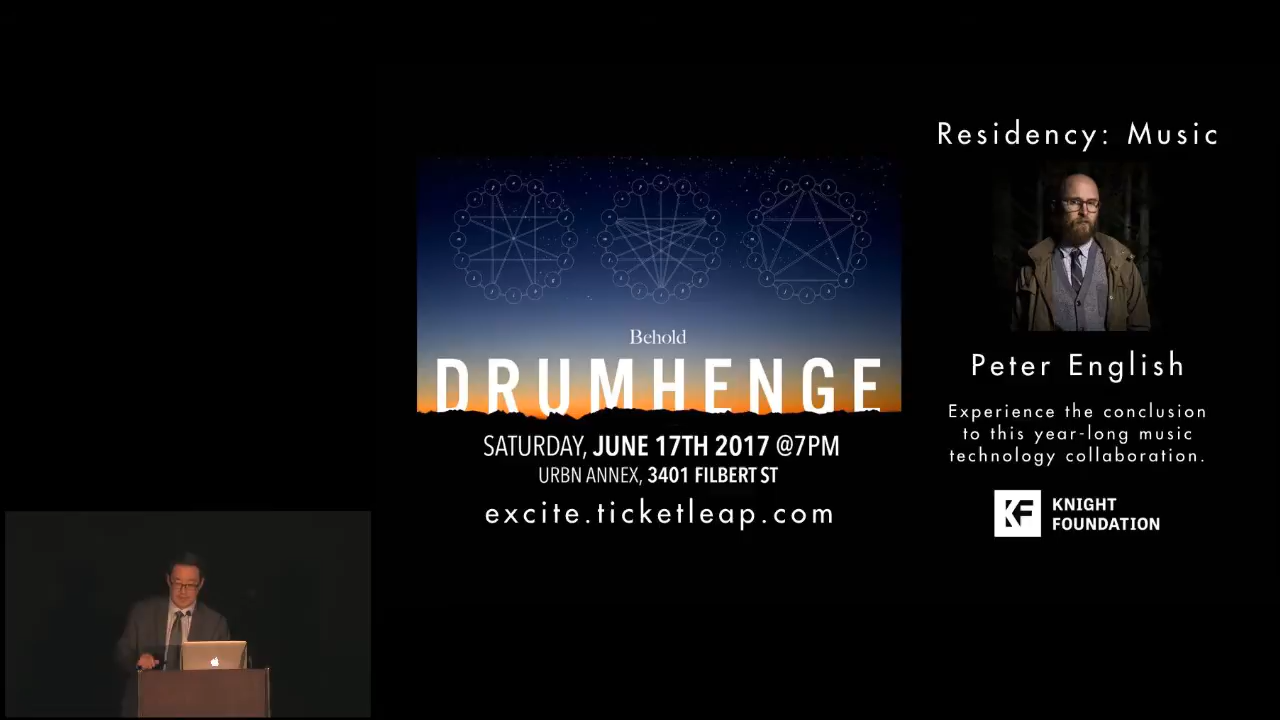 Residency: Music
Behold
DRUMHENGE
SATURDAY, JUNE 17TH 2017 @7PM
URBN ANNEX, 3401 FILBERT ST
excite.ticketleap.com
Peter English
Experience the conclusion
to this year-long music
technology collaboration.
KF
KNIGHT
FOUNDATION